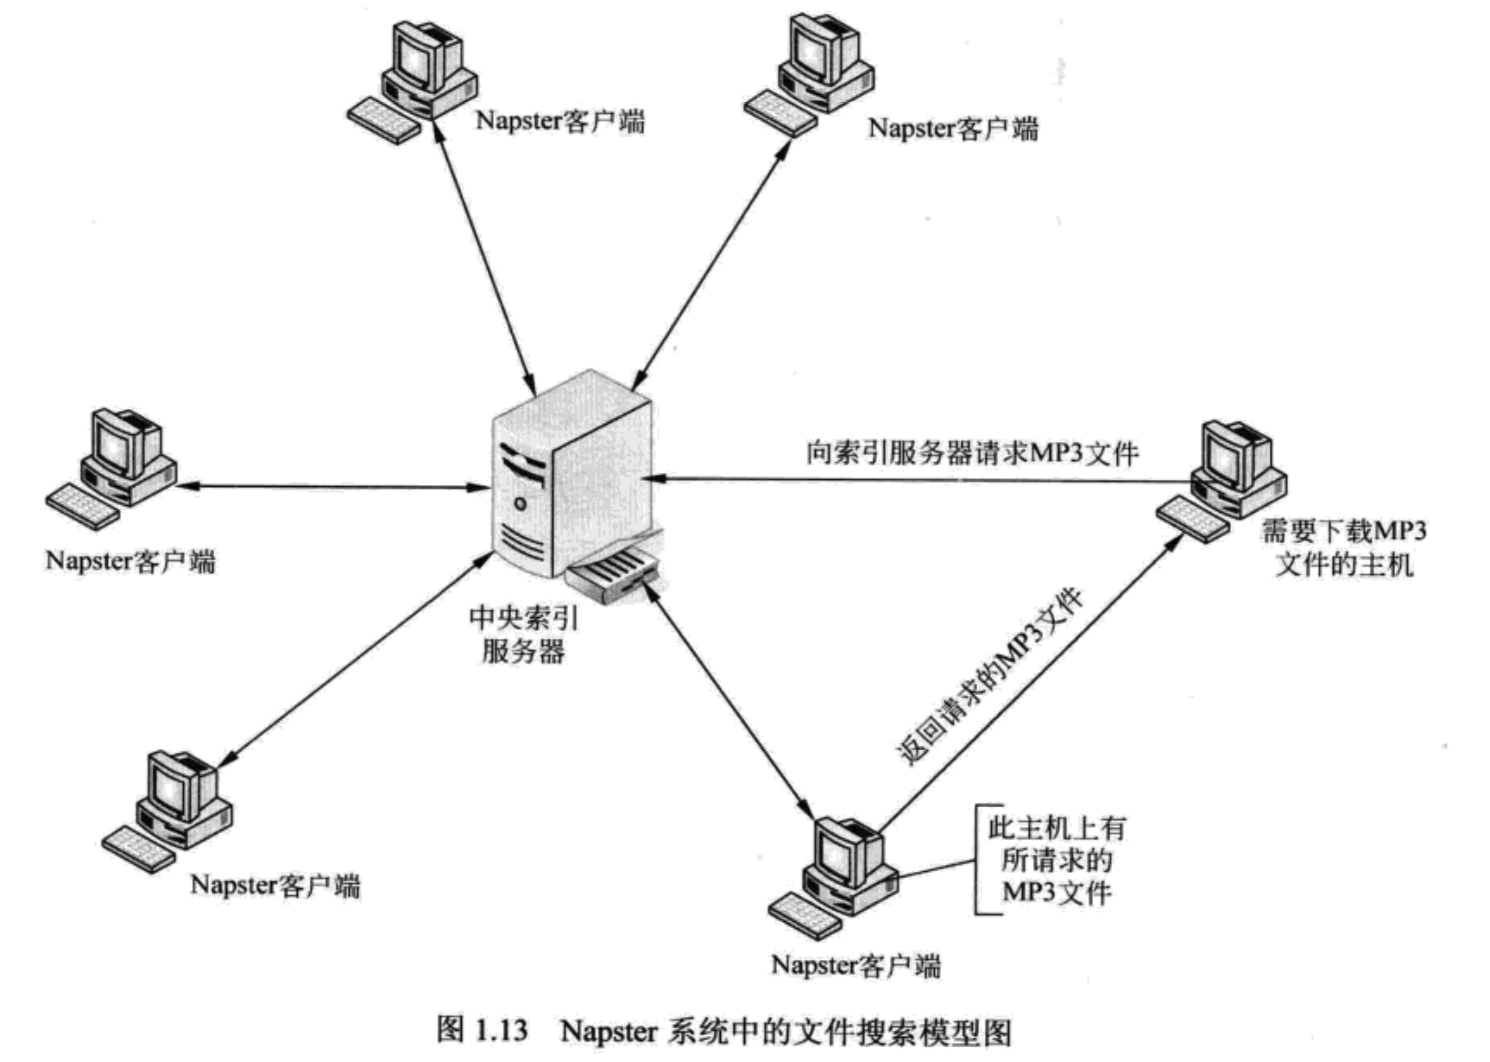 Napster客户端
Napster客户端
向索引服务器请求MP3文件
需要下载MP3
文件的主机
Napster客户端
中央索引
服务器
返回请求的MP3文件
此主机上有
所请求的
MP3文件
Napster客户端
Napster客户端
图 1.13 Napster 系统中的文件搜索模型图